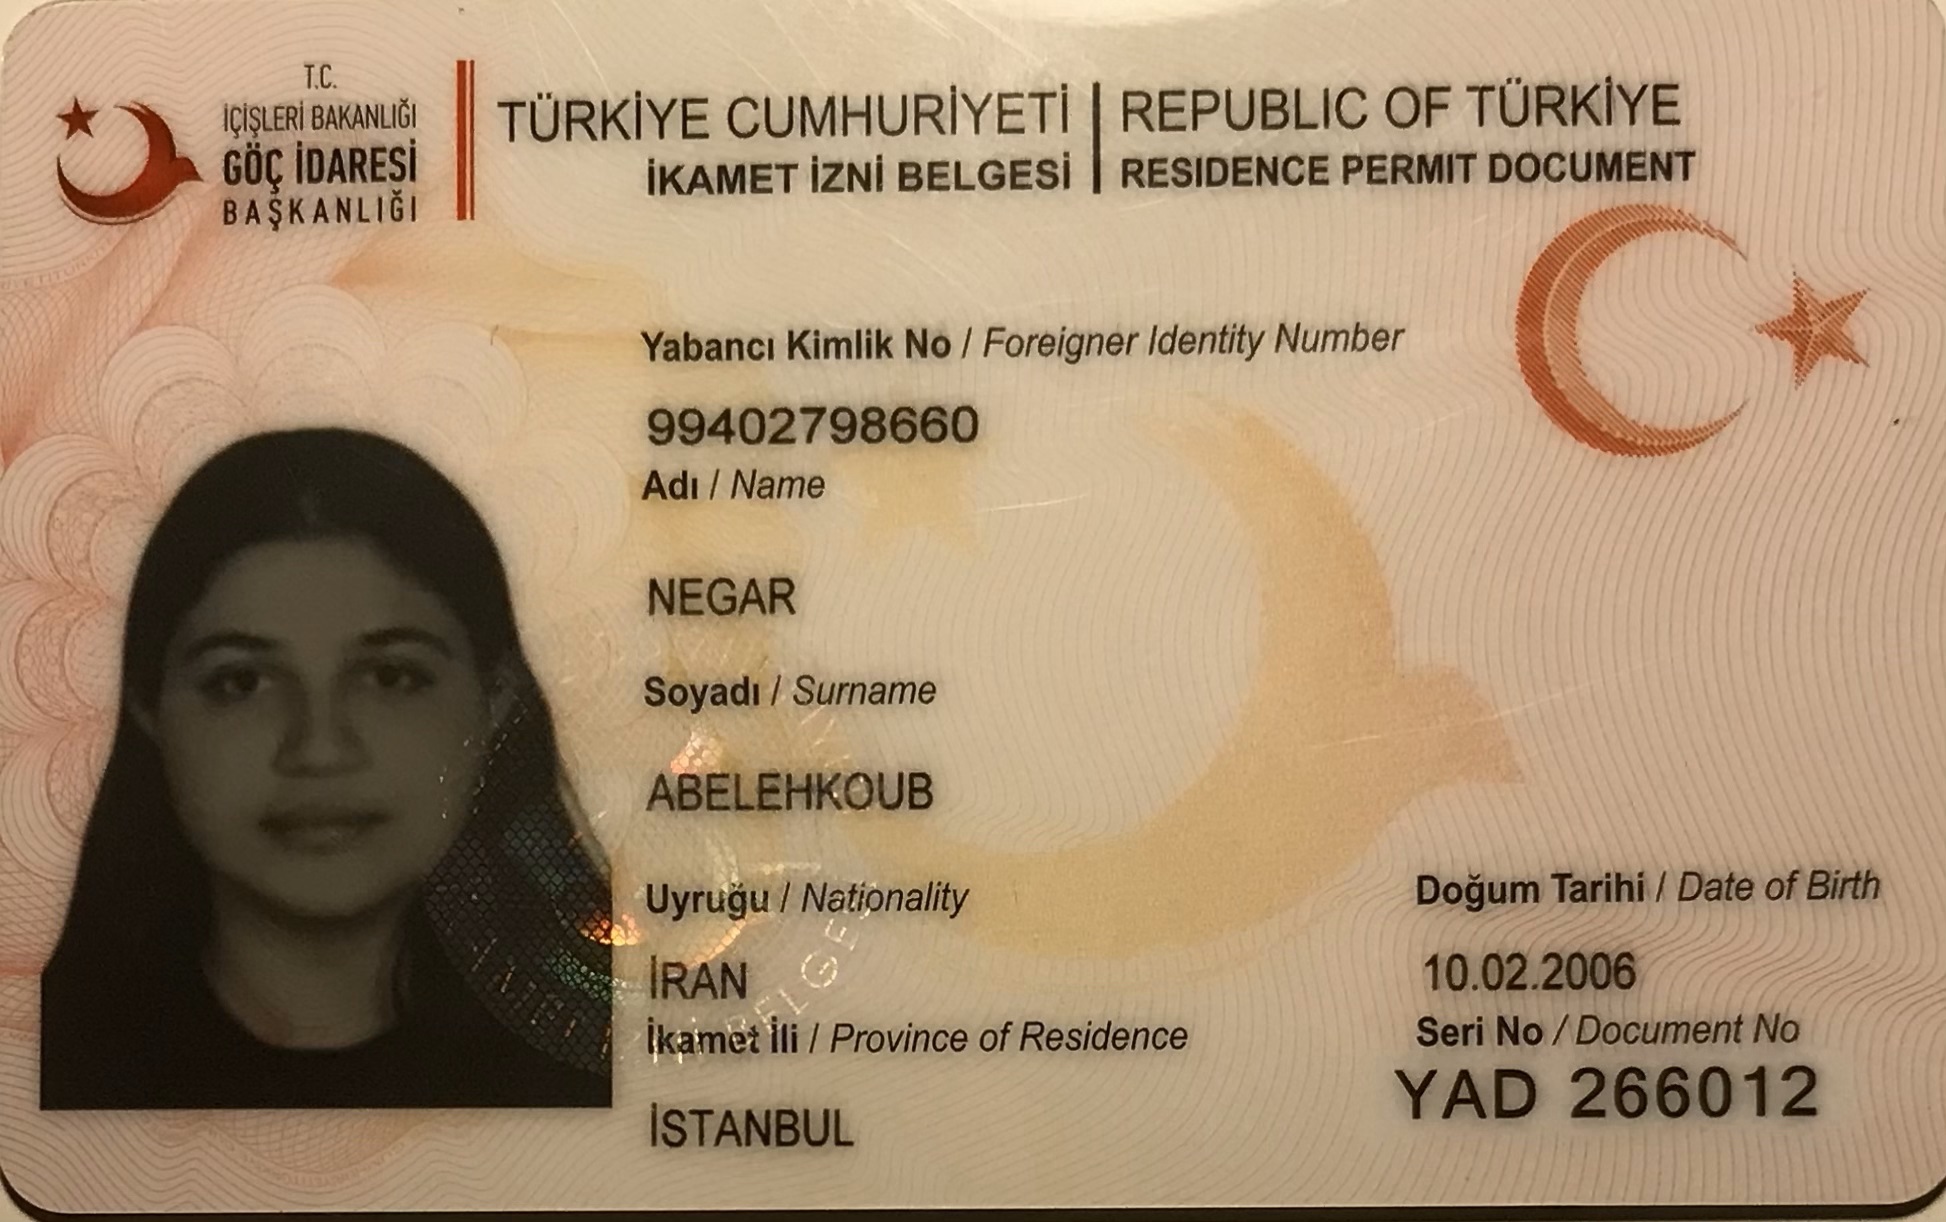 T.C.
İÇİŞLERİ BAKANLIĞI
GÖÇ İDARESİ
BAŞKANLIĞI
TÜRKİYE CUMHURİYETİ | REPUBLIC OF TÜRKİYE
İKAMET İZNİ BELGESİ | RESIDENCE PERMIT DOCUMENT
Yabancı Kimlik No / Foreigner Identity Number
99402798660
Adı / Name
NEGAR
Soyadı / Surname
ABELEHKOUB
Uyruğu / Nationality
İRAN
Doğum Tarihi / Date of Birth
10.02.2006
İkamet İli / Province of Residence
İSTANBUL
Seri No / Document No
YAD 266012